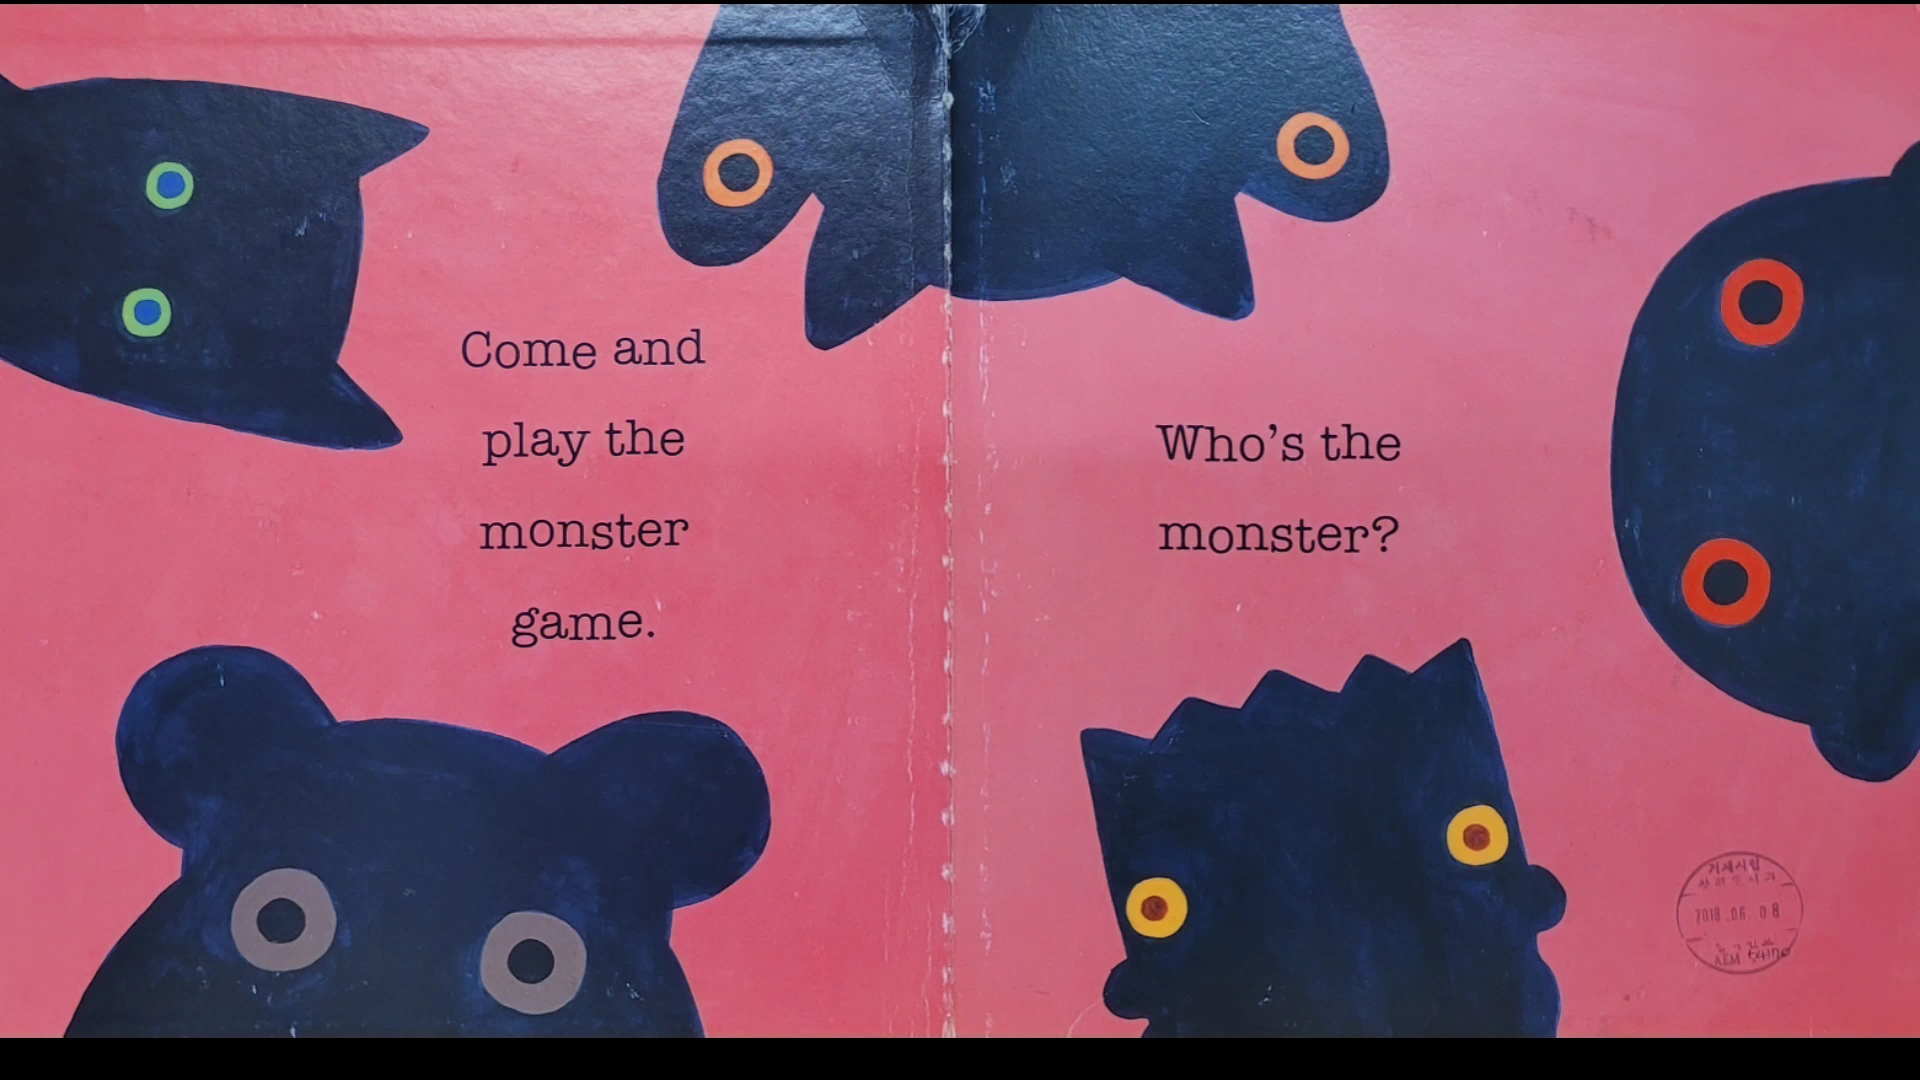 Come and
play the
monster
game.
Who's the
monster?
2018.06.08